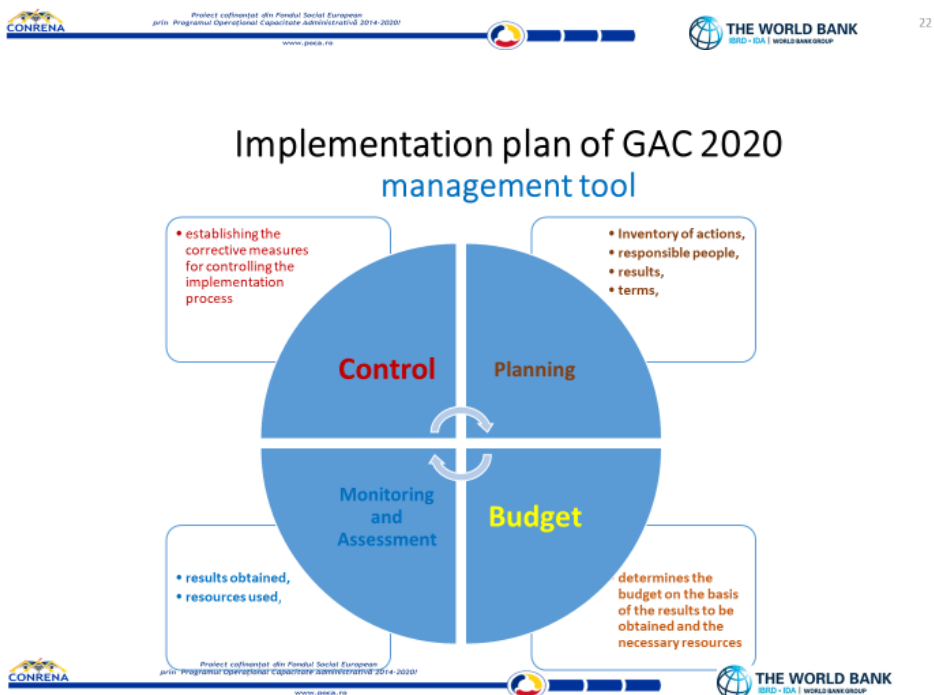 CONRENA
Proiect cofinanțat din Fondul Social European
prin Programul Operațional Capacitate Administrativă 2014-2020!
www.poca.ro
THE WORLD BANK
IBRD • IDA | WORLD BANK GROUP
22
Implementation plan of GAC 2020
management tool
• establishing the
corrective measures
for controlling the
implementation
process
• Inventory of actions,
• responsible people,
• results,
• terms,
Control
Planning
Monitoring
and
Assessment
Budget
• results obtained,
• resources used,
determines the
budget on the basis
of the results to be
obtained and the
necessary resources
CONRENA
Proiect cofinanțat din Fondul Social European
prin Programul Operațional Capacitate Administrativă 2014-2020!
www.poca.ro
THE WORLD BANK
IBRD • IDA | WORLD BANK GROUP